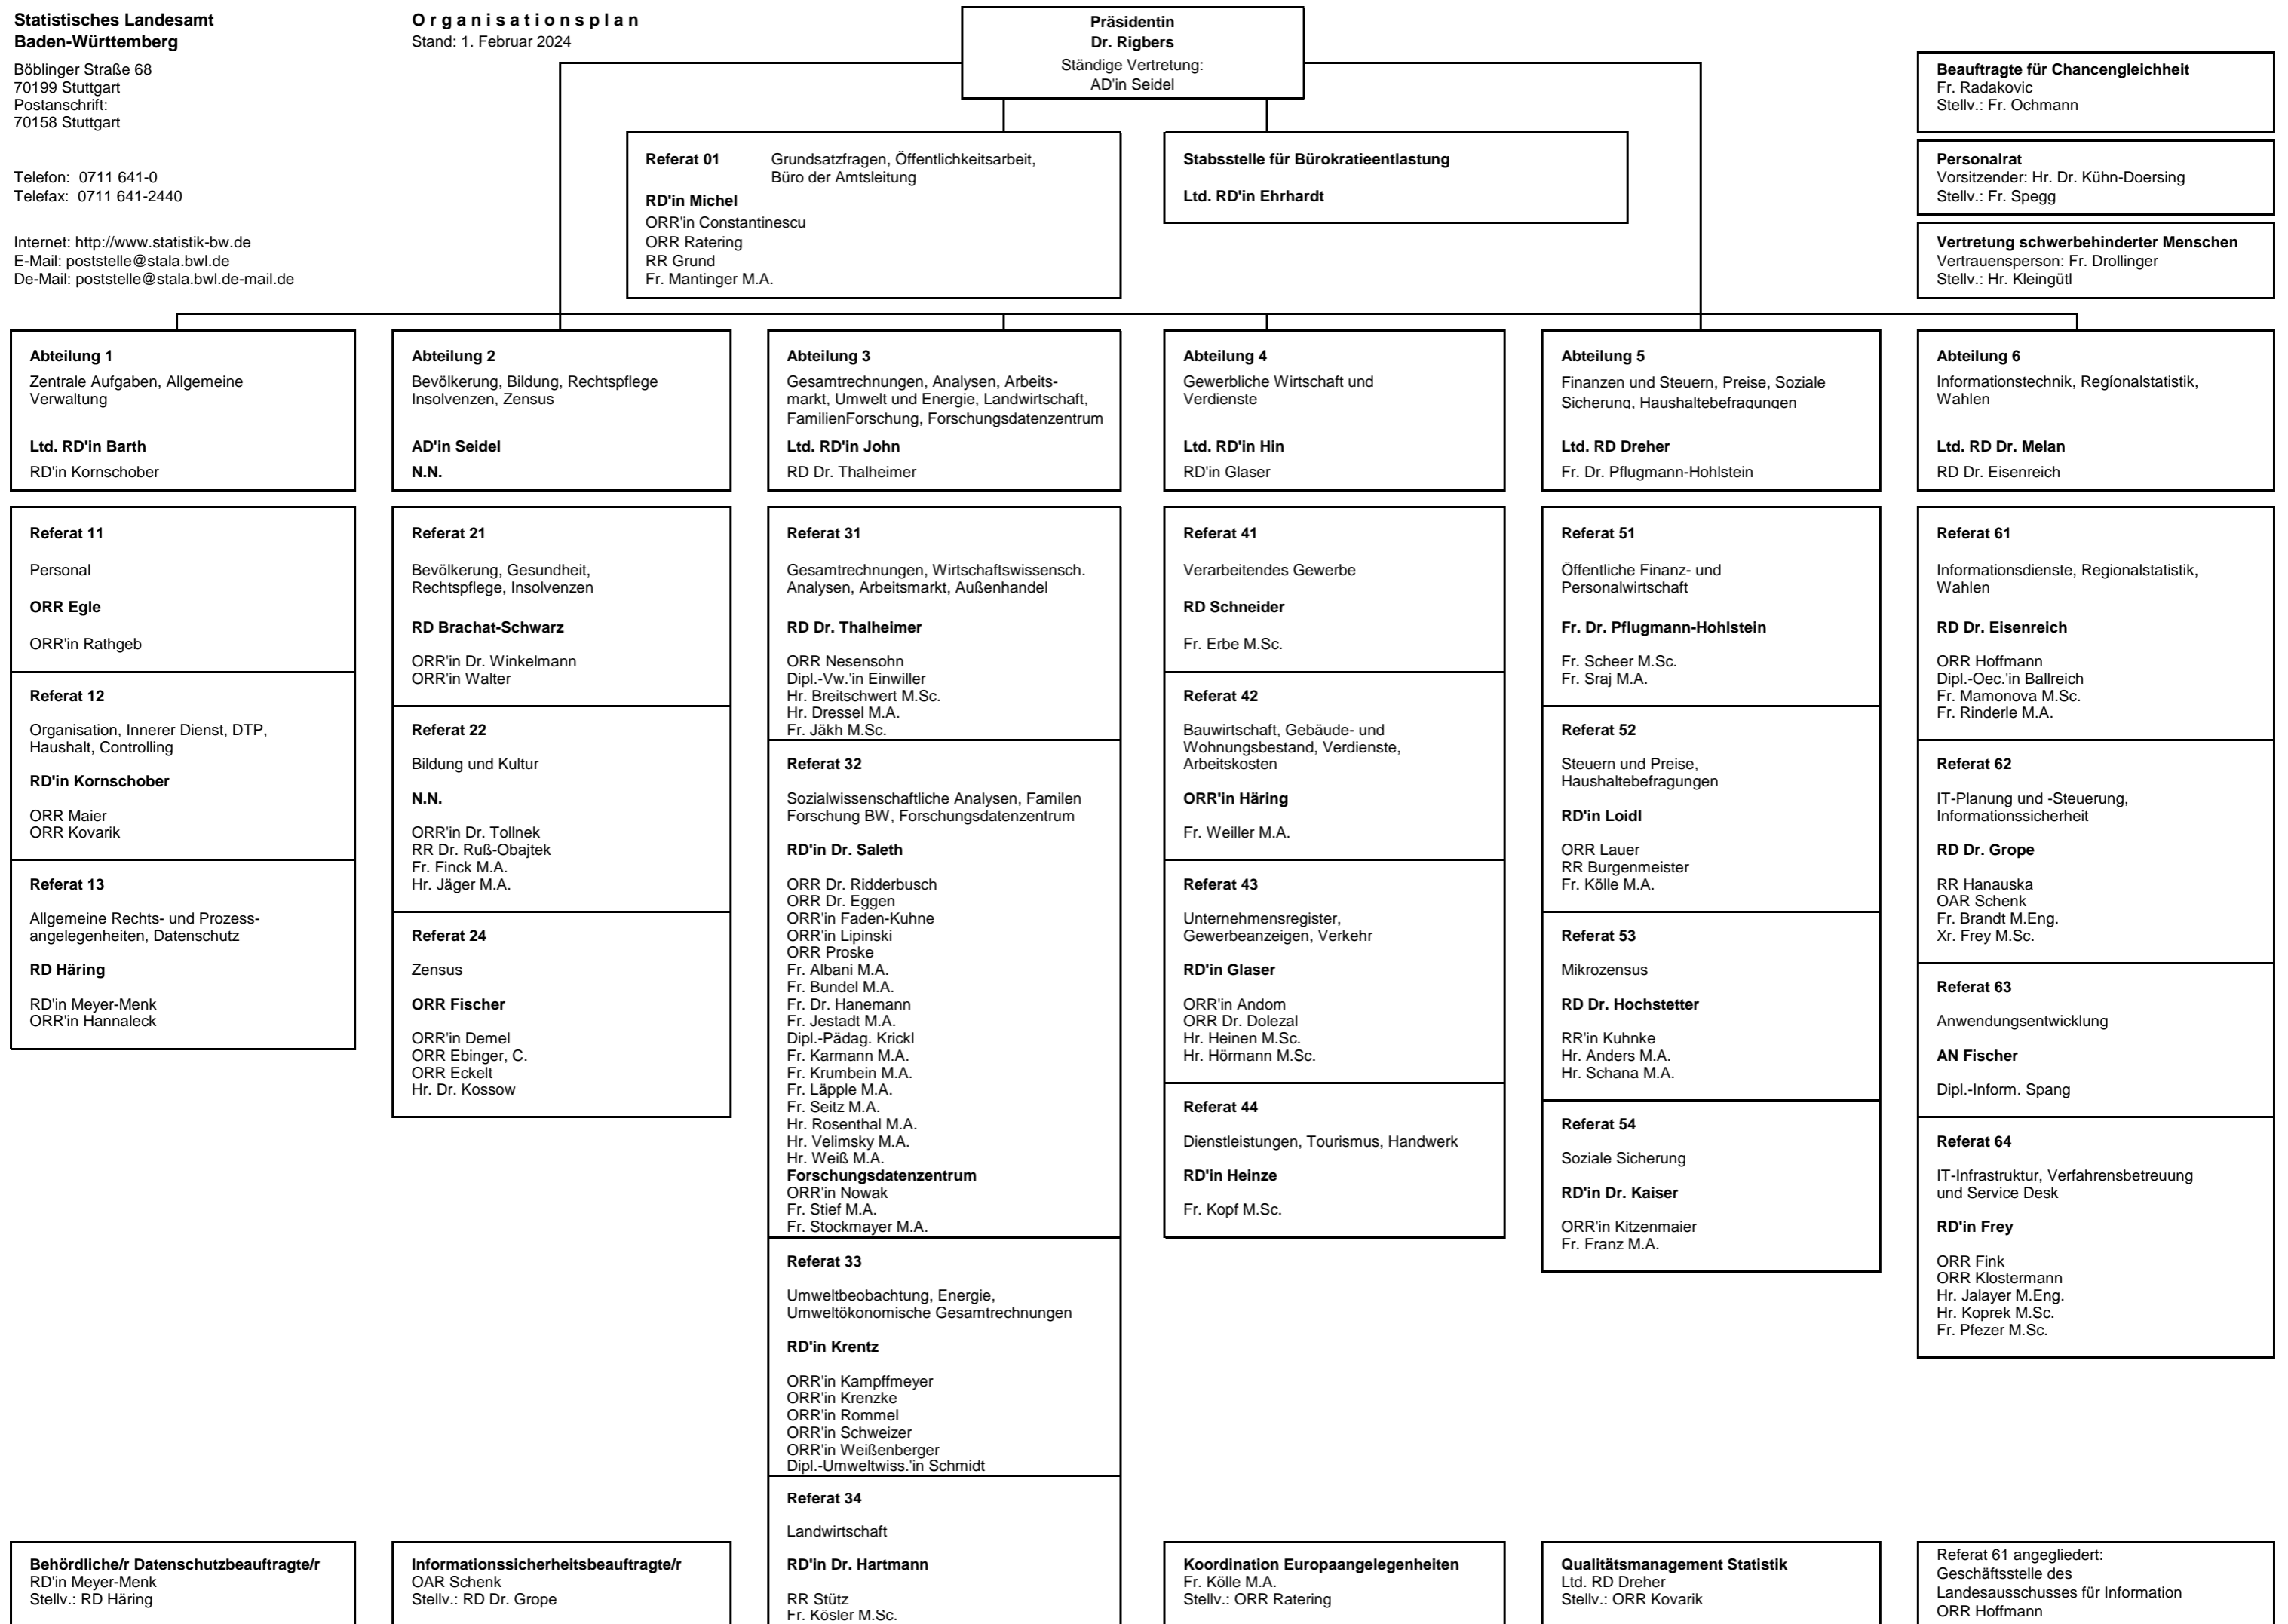 Statistisches Landesamt
Baden-Württemberg
Böblinger Straße 68
70199 Stuttgart
Postanschrift:
70158 Stuttgart
Telefon: 0711 641-0
Telefax: 0711 641-2440
Internet: http://www.statistik-bw.de
E-Mail: poststelle@stala.bwl.de
De-Mail: poststelle@stala.bwl.de-mail.de
Organisationsplan
Stand: 1. Februar 2024
Präsidentin
Dr. Rigbers
Ständige Vertretung:
AD'in Seidel
Referat 01 Grundsatzfragen, Öffentlichkeitsarbeit,
Büro der Amtsleitung
RD'in Michel
ORR'in Constantinescu
ORR Ratering
RR Grund
Fr. Mantinger M.A.
Stabsstelle für Bürokratieentlastung
Ltd. RD'in Ehrhardt
Beauftragte für Chancengleichheit
Fr. Radakovic
Stellv.: Fr. Ochmann
Personalrat
Vorsitzender: Hr. Dr. Kühn-Doersing
Stellv.: Fr. Spegg
Vertretung schwerbehinderter Menschen
Vertrauensperson: Fr. Drollinger
Stellv.: Hr. Kleingütl
Abteilung 1
Zentrale Aufgaben, Allgemeine
Verwaltung
Ltd. RD'in Barth
RD'in Kornschober
Abteilung 2
Bevölkerung, Bildung, Rechtspflege
Insolvenzen, Zensus
AD'in Seidel
N.N.
Abteilung 3
Gesamtrechnungen, Analysen, Arbeits-
markt, Umwelt und Energie, Landwirtschaft,
FamilienForschung, Forschungsdatenzentrum
Ltd. RD'in John
RD Dr. Thalheimer
Abteilung 4
Gewerbliche Wirtschaft und
Verdienste
Ltd. RD'in Hin
RD'in Glaser
Abteilung 5
Finanzen und Steuern, Preise, Soziale
Sicherung, Haushaltebefragungen
Ltd. RD Dreher
Fr. Dr. Pflugmann-Hohlstein
Abteilung 6
Informationstechnik, Regíonalstatistik,
Wahlen
Ltd. RD Dr. Melan
RD Dr. Eisenreich
Referat 11
Personal
ORR Egle
ORR'in Rathgeb
Referat 12
Organisation, Innerer Dienst, DTP,
Haushalt, Controlling
RD'in Kornschober
ORR Maier
ORR Kovarik
Referat 13
Allgemeine Rechts- und Prozess-
angelegenheiten, Datenschutz
RD Häring
RD'in Meyer-Menk
ORR'in Hannaleck
Referat 21
Bevölkerung, Gesundheit,
Rechtspflege, Insolvenzen
RD Brachat-Schwarz
ORR'in Dr. Winkelmann
ORR'in Walter
Referat 22
Bildung und Kultur
N.N.
ORR'in Dr. Tollnek
RR Dr. Ruß-Obajtek
Fr. Finck M.A.
Hr. Jäger M.A.
Referat 24
Zensus
ORR Fischer
ORR'in Demel
ORR Ebinger, C.
ORR Eckelt
Hr. Dr. Kossow
Referat 31
Gesamtrechnungen, Wirtschaftswissensch.
Analysen, Arbeitsmarkt, Außenhandel
RD Dr. Thalheimer
ORR Nesensohn
Dipl.-Vw.'in Einwiller
Hr. Breitschwert M.Sc.
Hr. Dressel M.A.
Fr. Jäkh M.Sc.
Referat 32
Sozialwissenschaftliche Analysen, Familen
Forschung BW, Forschungsdatenzentrum
RD'in Dr. Saleth
ORR Dr. Ridderbusch
ORR Dr. Eggen
ORR'in Faden-Kuhne
ORR'in Lipinski
ORR Proske
Fr. Albani M.A.
Fr. Bundel M.A.
Fr. Dr. Hanemann
Fr. Jestadt M.A.
Dipl.-Pädag. Krickl
Fr. Karmann M.A.
Fr. Krumbein M.A.
Fr. Läpple M.A.
Fr. Seitz M.A.
Hr. Rosenthal M.A.
Hr. Velimsky M.A.
Hr. Weiß M.A.
Forschungsdatenzentrum
ORR'in Nowak
Fr. Stief M.A.
Fr. Stockmayer M.A.
Referat 33
Umweltbeobachtung, Energie,
Umweltökonomische Gesamtrechnungen
RD'in Krentz
ORR'in Kampffmeyer
ORR'in Krenzke
ORR'in Rommel
ORR'in Schweizer
ORR'in Weißenberger
Dipl.-Umweltwiss.'in Schmidt
Referat 34
Landwirtschaft
RD'in Dr. Hartmann
RR Stütz
Fr. Kösler M.Sc.
Referat 41
Verarbeitendes Gewerbe
RD Schneider
Fr. Erbe M.Sc.
Referat 42
Bauwirtschaft, Gebäude- und
Wohnungsbestand, Verdienste,
Arbeitskosten
ORR'in Häring
Fr. Weiller M.A.
Referat 43
Unternehmensregister,
Gewerbeanzeigen, Verkehr
RD'in Glaser
ORR'in Andom
ORR Dr. Dolezal
Hr. Heinen M.Sc.
Hr. Hörmann M.Sc.
Referat 44
Dienstleistungen, Tourismus, Handwerk
RD'in Heinze
Fr. Kopf M.Sc.
Referat 51
Öffentliche Finanz- und
Personalwirtschaft
Fr. Dr. Pflugmann-Hohlstein
Fr. Scheer M.Sc.
Fr. Sraj M.A.
Referat 52
Steuern und Preise,
Haushaltebefragungen
RD'in Loidl
ORR Lauer
RR Burgenmeister
Fr. Kölle M.A.
Referat 53
Mikrozensus
RD Dr. Hochstetter
RR'in Kuhnke
Hr. Anders M.A.
Hr. Schana M.A.
Referat 54
Soziale Sicherung
RD'in Dr. Kaiser
ORR'in Kitzenmaier
Fr. Franz M.A.
Referat 61
Informationsdienste, Regionalstatistik,
Wahlen
RD Dr. Eisenreich
ORR Hoffmann
Dipl.-Oec.'in Ballreich
Fr. Mamonova M.Sc.
Fr. Rinderle M.A.
Referat 62
IT-Planung und -Steuerung,
Informationssicherheit
RD Dr. Grope
RR Hanauska
OAR Schenk
Fr. Brandt M.Eng.
Xr. Frey M.Sc.
Referat 63
Anwendungsentwicklung
AN Fischer
Dipl.-Inform. Spang
Referat 64
IT-Infrastruktur, Verfahrensbetreuung
und Service Desk
RD'in Frey
ORR Fink
ORR Klostermann
Hr. Jalayer M.Eng.
Hr. Koprek M.Sc.
Fr. Pfezer M.Sc.
Behördliche/r Datenschutzbeauftragte/r
RD'in Meyer-Menk
Stellv.: RD Häring
Informationssicherheitsbeauftragte/r
OAR Schenk
Stellv.: RD Dr. Grope
Koordination Europaangelegenheiten
Fr. Kölle M.A.
Stellv.: ORR Ratering
Qualitätsmanagement Statistik
Ltd. RD Dreher
Stellv.: ORR Kovarik
Referat 61 angegliedert:
Geschäftsstelle des
Landesausschusses für Information
ORR Hoffmann